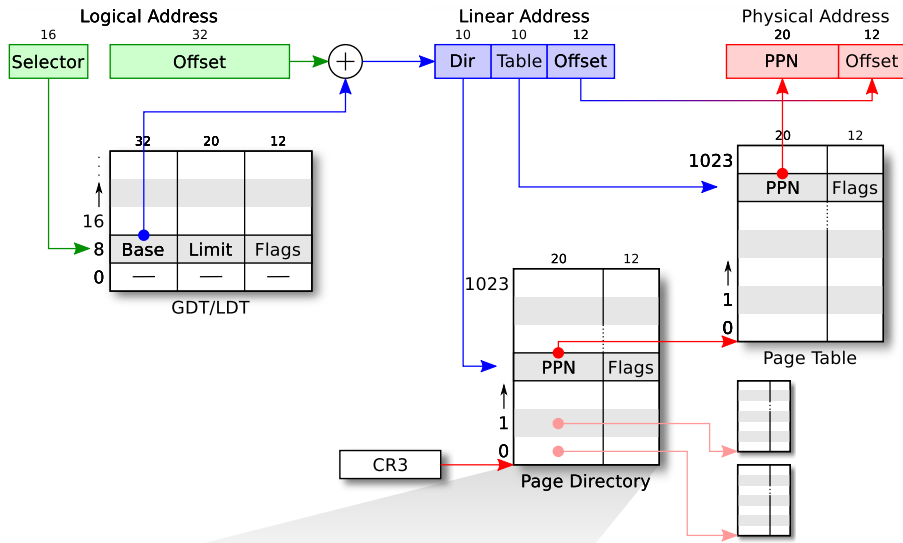 Logical Address
Linear Address
Physical Address
16
32
10
10
12
20
12
Selector
Offset
+
Dir
Table
Offset
PPN
Offset
32
20
12
16
8
0
Base
Limit
Flags
—
—
—
GDT/LDT
20
12
1023
PPN
Flags
1
0
Page Table
20
12
1023
PPN
Flags
1
0
Page Directory
CR3